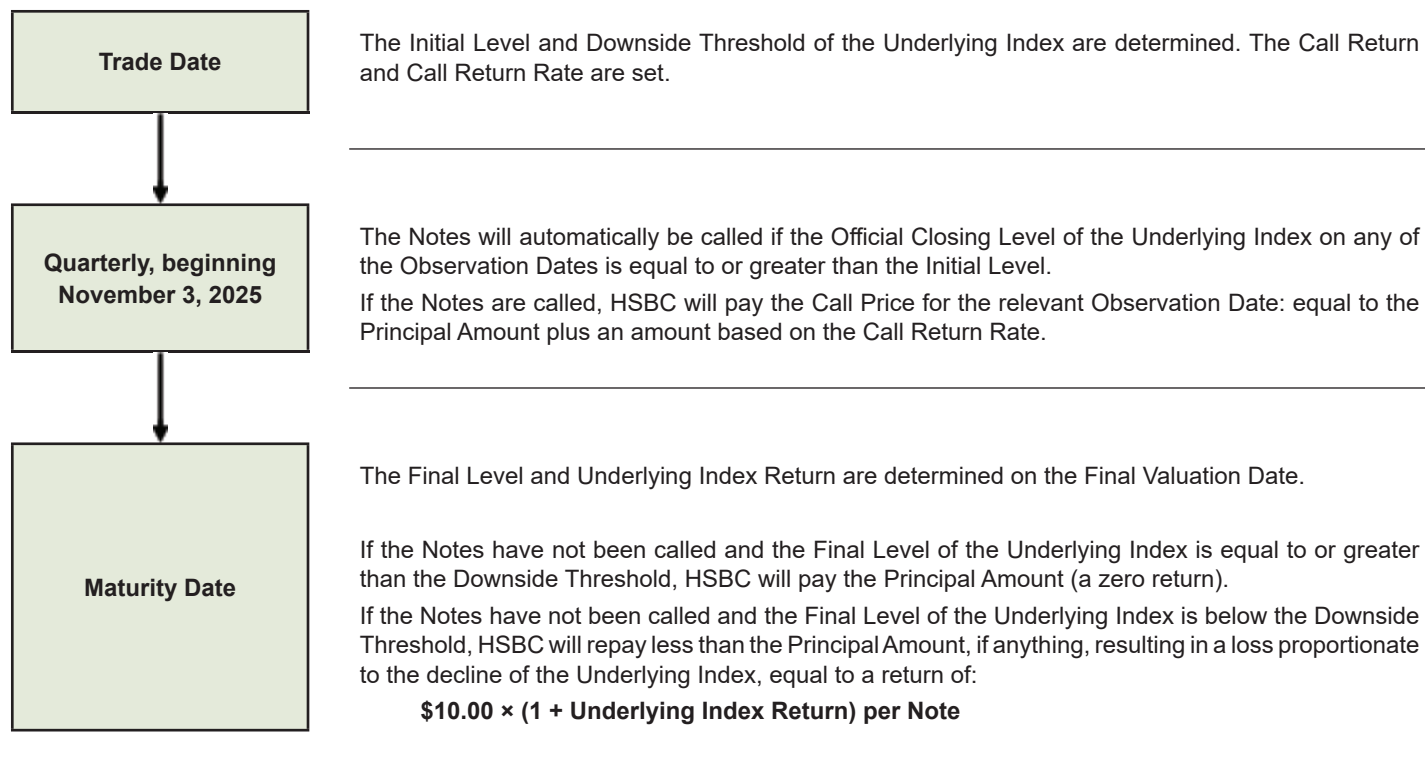 Trade Date
The Initial Level and Downside Threshold of the Underlying Index are determined. The Call Return
and Call Return Rate are set.
Quarterly, beginning
November 3, 2025
The Notes will automatically be called if the Official Closing Level of the Underlying Index on any of
the Observation Dates is equal to or greater than the Initial Level.
If the Notes are called, HSBC will pay the Call Price for the relevant Observation Date: equal to the
Principal Amount plus an amount based on the Call Return Rate.
Maturity Date
The Final Level and Underlying Index Return are determined on the Final Valuation Date.
If the Notes have not been called and the Final Level of the Underlying Index is equal to or greater
than the Downside Threshold, HSBC will pay the Principal Amount (a zero return).
If the Notes have not been called and the Final Level of the Underlying Index is below the Downside
Threshold, HSBC will repay less than the Principal Amount, if anything, resulting in a loss proportionate
to the decline of the Underlying Index, equal to a return of:
$10.00 × (1 + Underlying Index Return) per Note